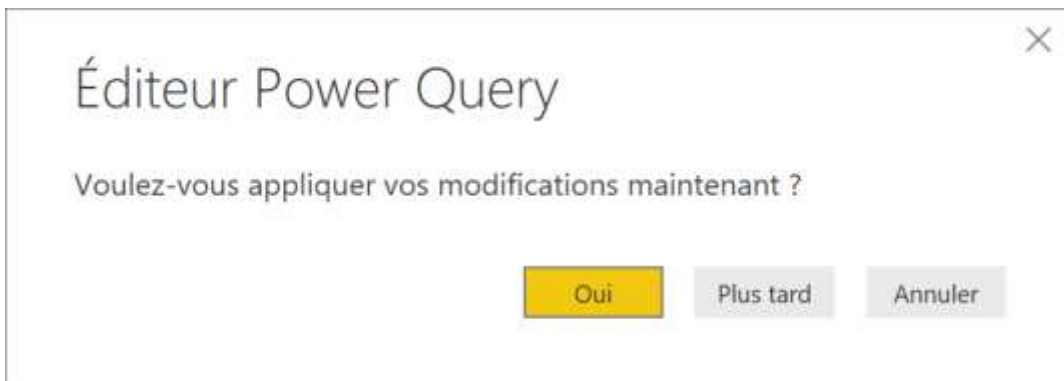 Éditeur Power Query
Voulez-vous appliquer vos modifications maintenant ?
Oui Plus tard Annuler